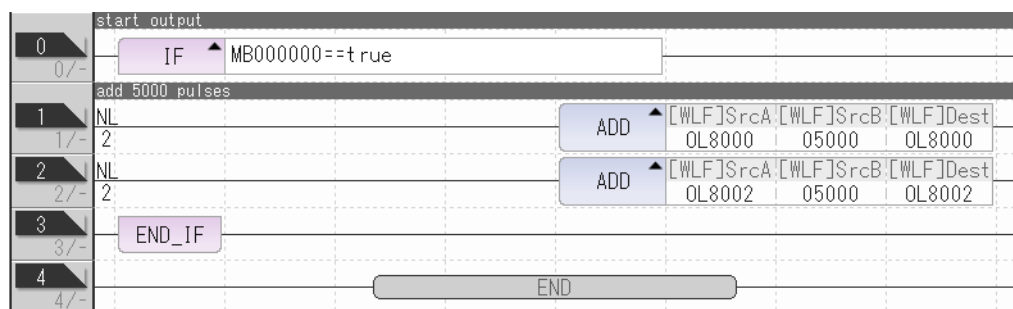 start output
0
0/-
IF MB000000==true
add 5000 pulses
1
1/-
NL
2
ADD [WLF]SrcA [WLF]SrcB [WLF]Dest
OL8000 05000 OL8000
2
2/-
NL
2
ADD [WLF]SrcA [WLF]SrcB [WLF]Dest
OL8002 05000 OL8002
3
3/-
END_IF
4
4/-
END